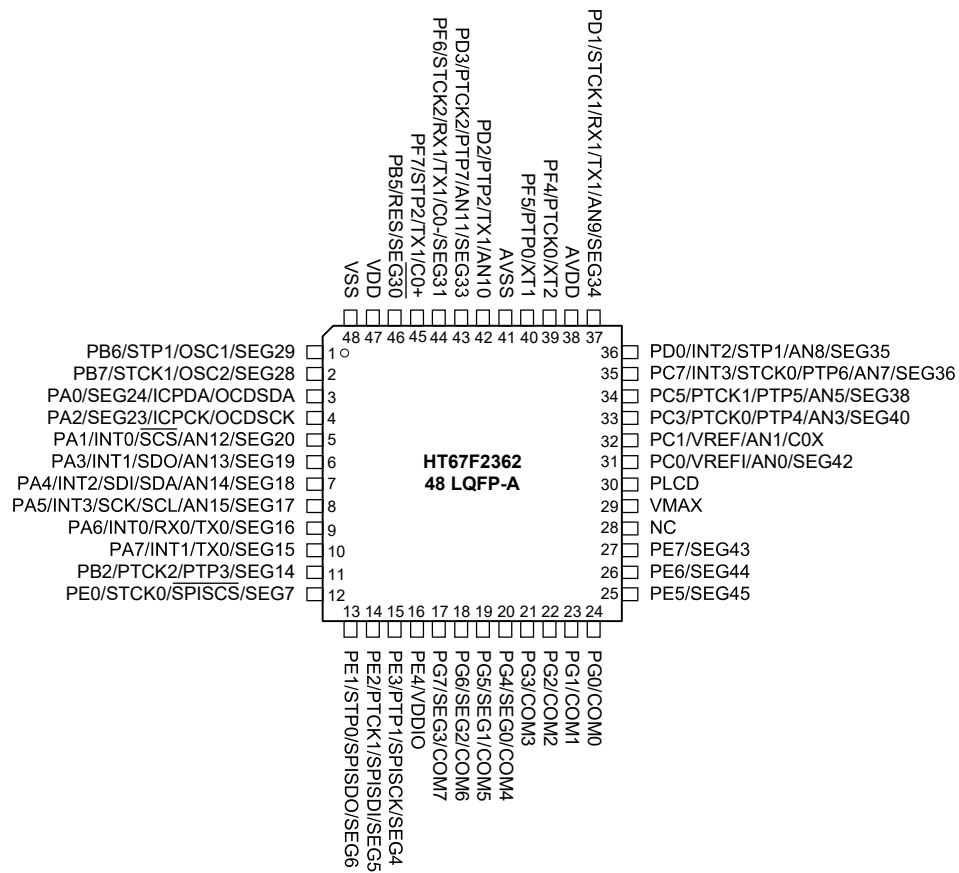 VSS
VDD
PB5/RES/SEG30
PF7/STP2/TX1/C0+
PF6/STCK2/RX1/TX1/C0-/SEG31
PD3/PTCK2/PTP7/AN11/SEG33
PD2/PTP2/TX1/AN10
AVSS
PF5/PTP0/XT1
PF4/PTCK0/XT2
AVDD
PD1/STCK1/RX1/TX1/AN9/SEG34
48 47 46 45 44 43 42 41 40 39 38 37
PB6/STP1/OSC1/SEG29 1
PB7/STCK1/OSC2/SEG28 2
PA0/SEG24/ICPDA/OCDSDA 3
PA2/SEG23/ICPCK/OCDSCK 4
PA1/INT0/SCS/AN12/SEG20 5
PA3/INT1/SDO/AN13/SEG19 6
PA4/INT2/SDI/SDA/AN14/SEG18 7
PA5/INT3/SCK/SCL/AN15/SEG17 8
PA6/INT0/RX0/TX0/SEG16 9
PA7/INT1/TX0/SEG15 10
PB2/PTCK2/PTP3/SEG14 11
PE0/STCK0/SPISCS/SEG7 12
HT67F2362
48 LQFP-A
36 PD0/INT2/STP1/AN8/SEG35
35 PC7/INT3/STCK0/PTP6/AN7/SEG36
34 PC5/PTCK1/PTP5/AN5/SEG38
33 PC3/PTCK0/PTP4/AN3/SEG40
32 PC1/VREF/AN1/C0X
31 PC0/VREFI/AN0/SEG42
30 PLCD
29 VMAX
28 NC
27 PE7/SEG43
26 PE6/SEG44
25 PE5/SEG45
13 14 15 16 17 18 19 20 21 22 23 24
PE1/STP0/SPISDO/SEG6
PE2/PTCK1/SPISDI/SEG5
PE3/PTP1/SPISCK/SEG4
PE4/VDDIO
PG7/SEG3/COM7
PG6/SEG2/COM6
PG5/SEG1/COM5
PG4/SEG0/COM4
PG3/COM3
PG2/COM2
PG1/COM1
PG0/COM0